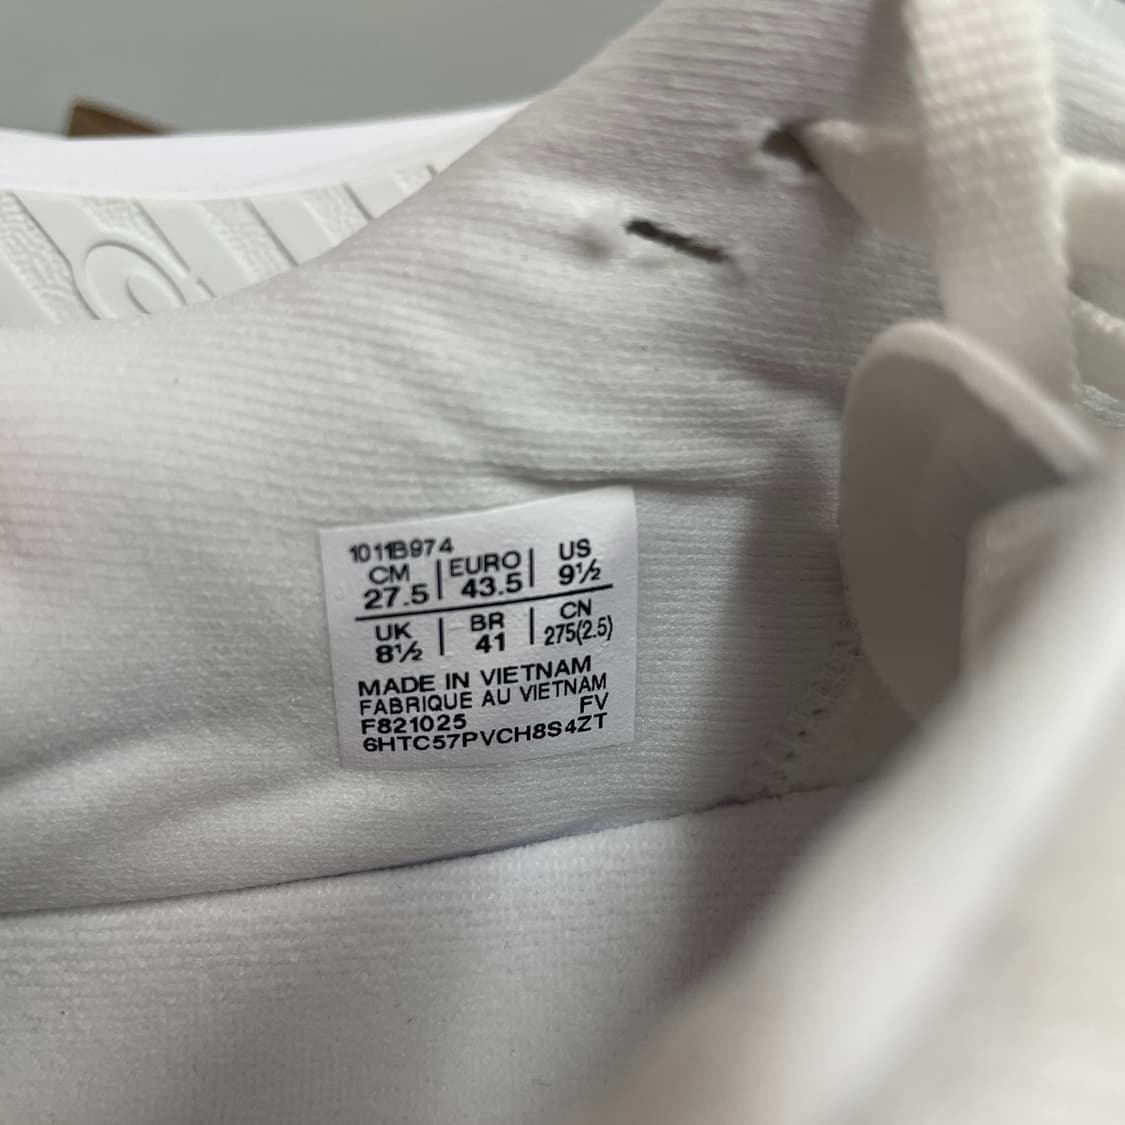 1011B974
CM | EURO | US
27.5 | 43.5 | 9½
UK | BR | CN
8½ | 41 | 275(2.5)
MADE IN VIETNAM
FABRIQUE AU VIETNAM
F821025 FV
6HTC57PVCH8S4ZT